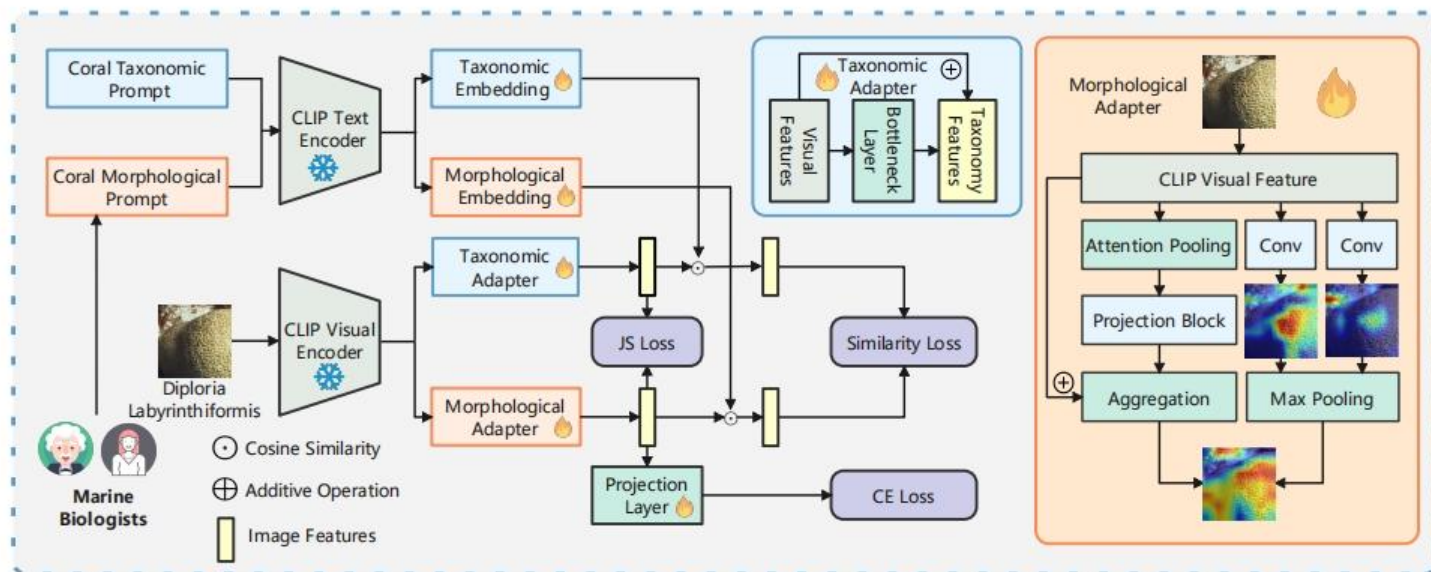 Coral Taxonomic
Prompt
Coral Morphological
Prompt
CLIP Text
Encoder
Taxonomic
Embedding
Morphological
Embedding
Diploria
Labyrinthiformis
CLIP Visual
Encoder
Taxonomic
Adapter
Morphological
Adapter
JS Loss
Similarity Loss
Projection
Layer
CE Loss
Marine
Biologists
Cosine Similarity
Additive Operation
Image Features
Taxonomic
Adapter
Visual
Features
Bottleneck
Layer
Taxonomy
Features
Morphological
Adapter
CLIP Visual Feature
Attention Pooling
Conv
Conv
Projection Block
Aggregation
Max Pooling